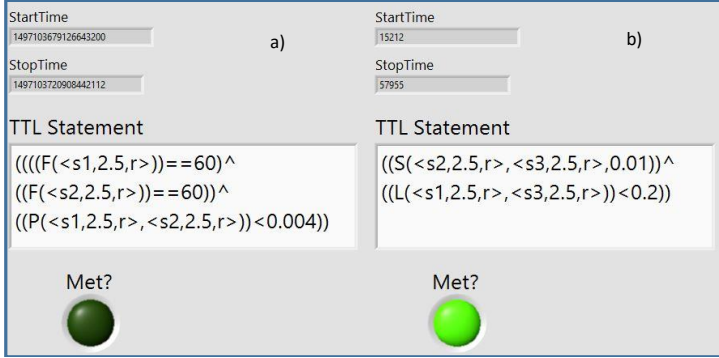 StartTime
1497103679126643200
a)
StopTime
1497103720908442112
TTL Statement
((((F(<s1,2.5,r>))==60)^
((F(<s2,2.5,r>))==60))^
((P(<s1,2.5,r>,<s2,2.5,r>))<0.004))
Met?
StartTime
15212
b)
StopTime
57955
TTL Statement
((S(<s2,2.5,r>,<s3,2.5,r>,0.01))^
((L(<s1,2.5,r>,<s3,2.5,r>))<0.2))
Met?